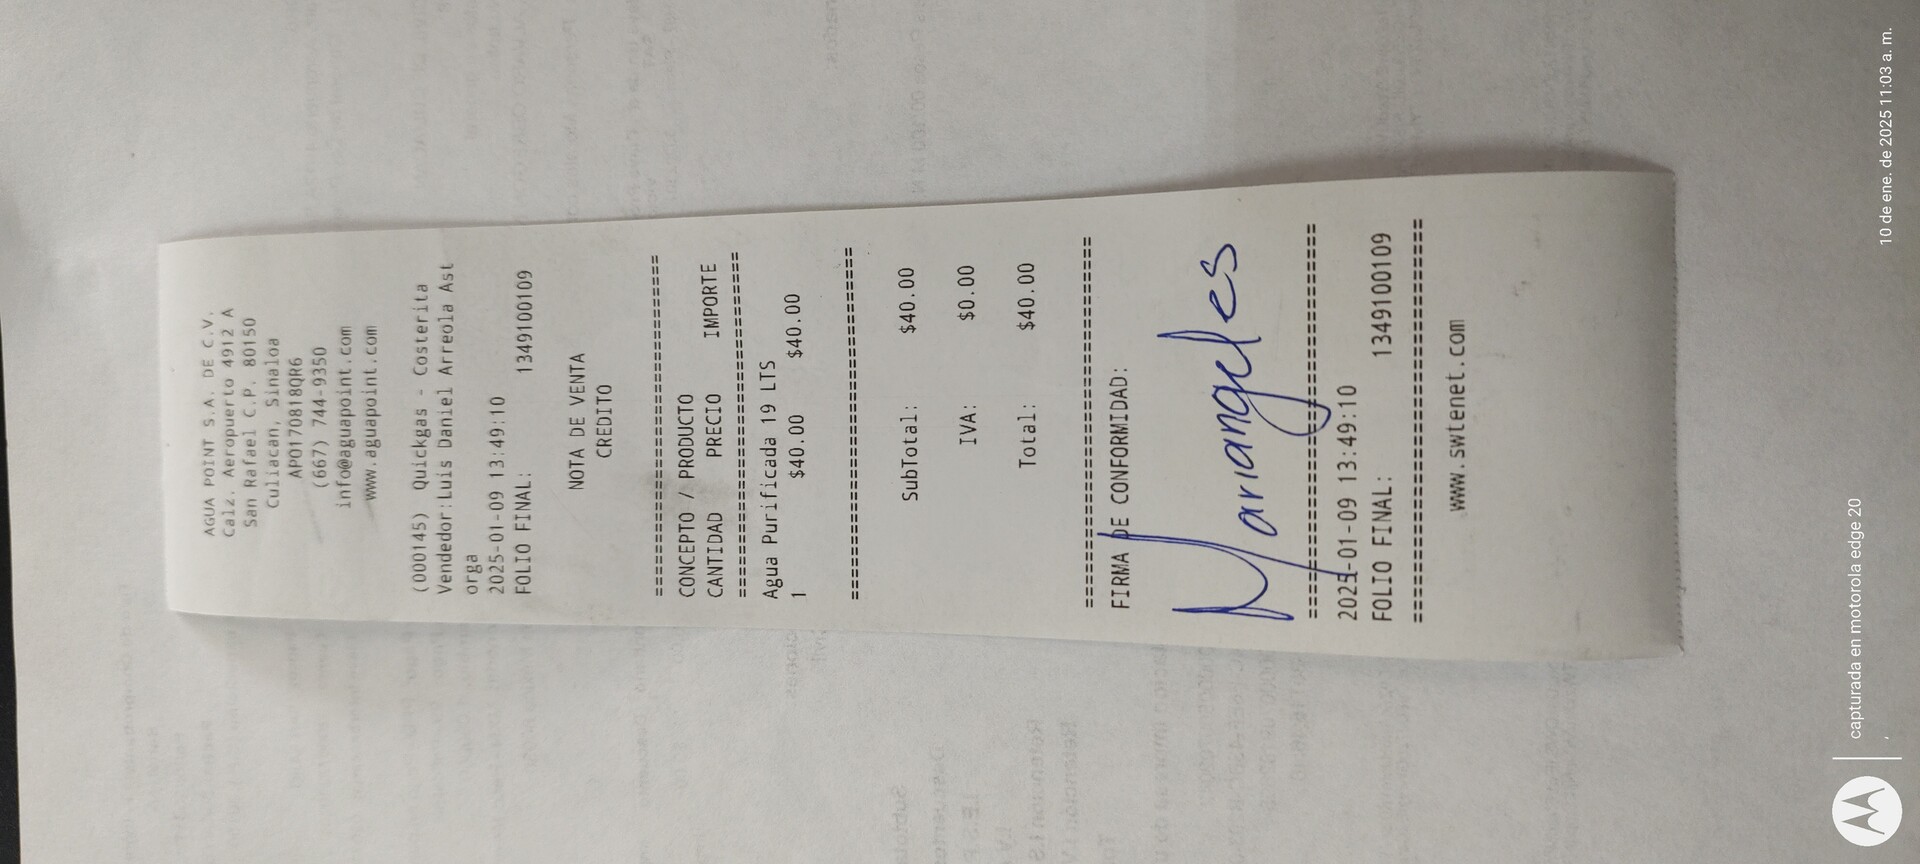 AGUA POINT S.A. DE C.V.
Calz. Aeropuerto 4912 A
San Rafael C.P. 80150
Culiacan, Sinaloa
APO170818QR6
(667) 744-9350
info@aguapoint.com
www.aguapoint.com
(000145) Quickgas - Costerita
Vendedor:Luis Daniel Arreola Ast
orga
2025-01-09 13:49:10
FOLIO FINAL: 1349100109
NOTA DE VENTA
CREDITO
================================
CONCEPTO / PRODUCTO
CANTIDAD PRECIO IMPORTE
================================
Agua Purificada 19 LTS
1 $40.00 $40.00
================================
SubTotal: $40.00
IVA: $0.00
Total: $40.00
================================
FIRMA DE CONFORMIDAD:
Mariangeles
================================
2025-01-09 13:49:10
FOLIO FINAL: 1349100109
================================
www.swtenet.com
capturada en motorola edge 20
10 de ene. de 2025 11:03 a. m.